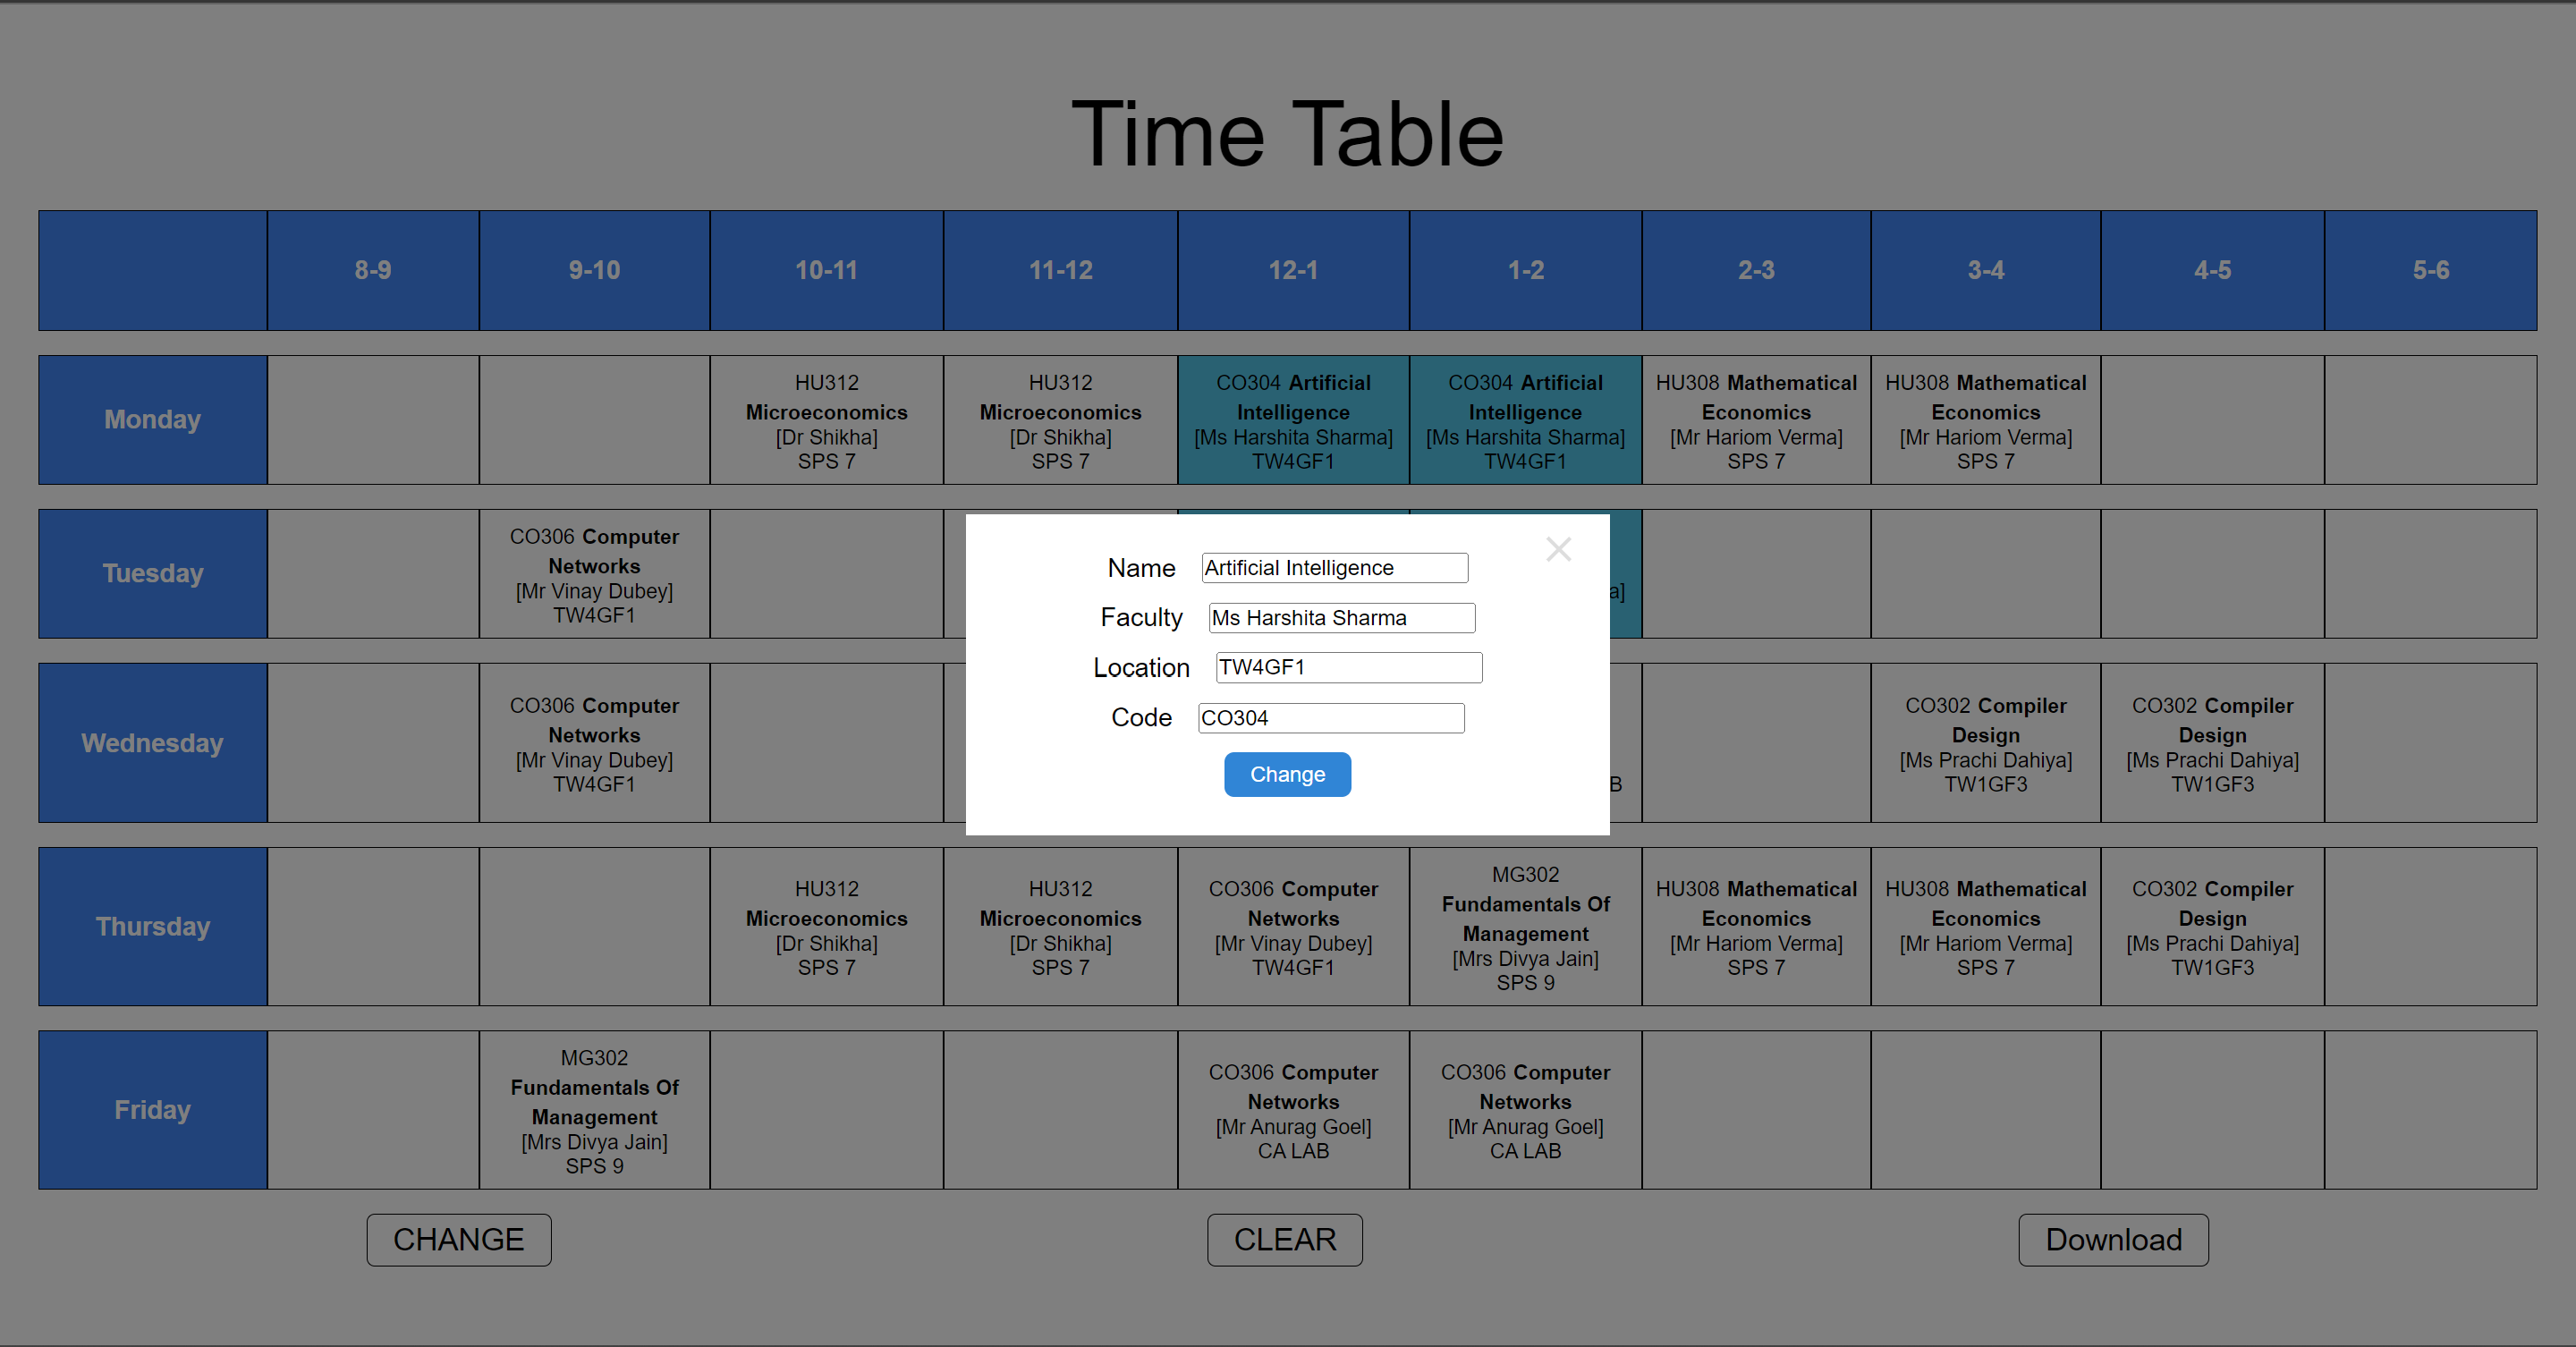 Time Table
8-9 9-10 10-11 11-12 12-1 1-2 2-3 3-4 4-5 5-6
Monday
HU312
Microeconomics
[Dr Shikha]
SPS 7
HU312
Microeconomics
[Dr Shikha]
SPS 7
CO304 Artificial
Intelligence
[Ms Harshita Sharma]
TW4GF1
CO304 Artificial
Intelligence
[Ms Harshita Sharma]
TW4GF1
HU308 Mathematical
Economics
[Mr Hariom Verma]
SPS 7
HU308 Mathematical
Economics
[Mr Hariom Verma]
SPS 7
Tuesday
CO306 Computer
Networks
[Mr Vinay Dubey]
TW4GF1
a]
Name Artificial Intelligence
Faculty Ms Harshita Sharma
Location TW4GF1
Code CO304
Change
Wednesday
CO306 Computer
Networks
[Mr Vinay Dubey]
TW4GF1
B
CO302 Compiler
Design
[Ms Prachi Dahiya]
TW1GF3
CO302 Compiler
Design
[Ms Prachi Dahiya]
TW1GF3
Thursday
HU312
Microeconomics
[Dr Shikha]
SPS 7
HU312
Microeconomics
[Dr Shikha]
SPS 7
CO306 Computer
Networks
[Mr Vinay Dubey]
TW4GF1
MG302
Fundamentals Of
Management
[Mrs Divya Jain]
SPS 9
HU308 Mathematical
Economics
[Mr Hariom Verma]
SPS 7
HU308 Mathematical
Economics
[Mr Hariom Verma]
SPS 7
CO302 Compiler
Design
[Ms Prachi Dahiya]
TW1GF3
Friday
MG302
Fundamentals Of
Management
[Mrs Divya Jain]
SPS 9
CO306 Computer
Networks
[Mr Anurag Goel]
CA LAB
CO306 Computer
Networks
[Mr Anurag Goel]
CA LAB
CHANGE
CLEAR
Download